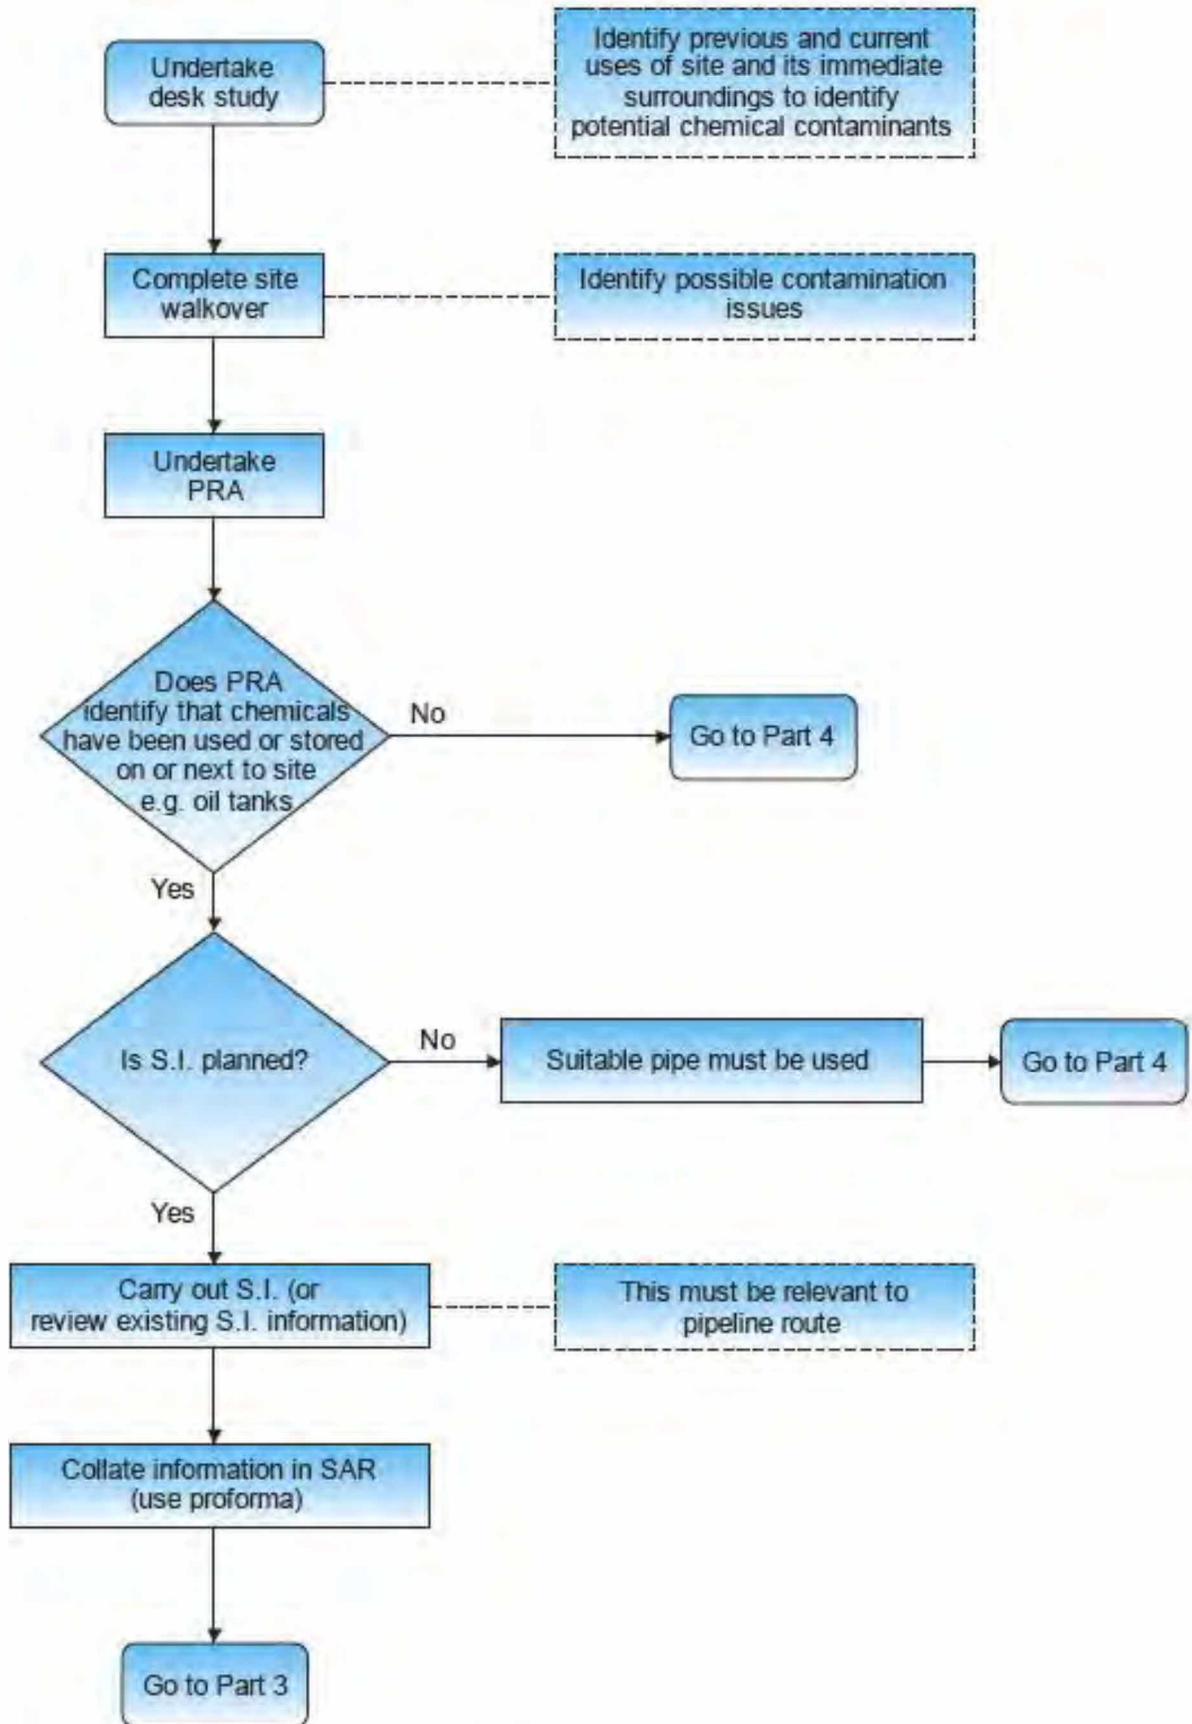 Undertake
desk study
Identify previous and current
uses of site and its immediate
surroundings to identify
potential chemical contaminants
Complete site
walkover
Identify possible contamination
issues
Undertake
PRA
Does PRA
identify that chemicals
have been used or stored
on or next to site
e.g. oil tanks
No
Go to Part 4
Yes
Is S.I. planned?
No
Suitable pipe must be used
Go to Part 4
Yes
Carry out S.I. (or
review existing S.I. information)
This must be relevant to
pipeline route
Collate information in SAR
(use proforma)
Go to Part 3